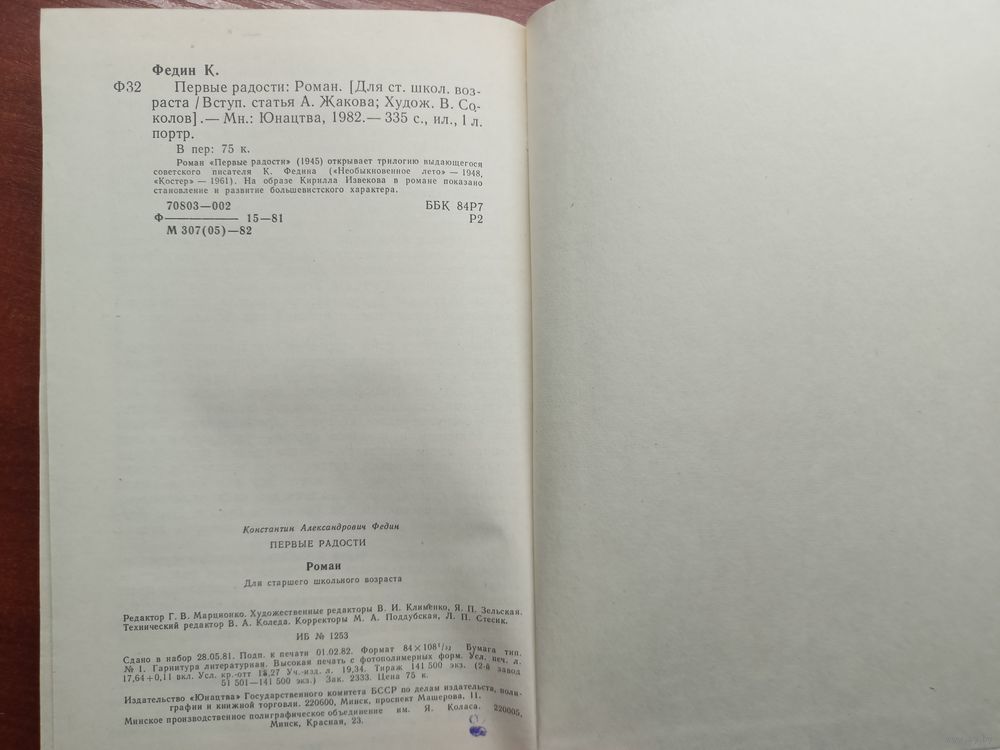 Федин К.
Ф32 Первые радости: Роман. [Для ст. школ. воз-
раста / Вступ. статья А. Жакова; Худож. В. Со-
колов]. — Мн.: Юнацтва, 1982. — 335 с., ил., 1 л.
портр.
В пер: 75 к.
Роман «Первые радости» (1945) открывает трилогию выдающегося
советского писателя К. Федина («Необыкновенное лето» — 1948,
«Костер» — 1961). На образе Кирилла Извекова в романе показано
становление и развитие большевистского характера.
70803—002 ББК 84Р7
Ф———— 15—81 Р2
М 307(05)—82
Константин Александрович Федин
ПЕРВЫЕ РАДОСТИ
Роман
Для старшего школьного возраста
Редактор Г. В. Марционко. Художественные редакторы В. И. Клименко, Я. П. Зельская.
Технический редактор В. А. Коледа. Корректоры М. А. Поддубская, Л. П. Стесик.
ИБ № 1253
Сдано в набор 28.05.81. Подп. к печати 01.02.82. Формат 84×108¹/₃₂ Бумага тип.
№ 1. Гарнитура литературная. Высокая печать с фотополимерных форм. Усл. печ. л.
17,64+0,11 вкл. Усл. кр.-отт 18,27 Уч.-изд. л. 19,34. Тираж 141 500 экз. (2-й завод
51 501—141 500 экз.) Зак. 2333. Цена 75 к.
Издательство «Юнацтва» Государственного комитета БССР по делам издательств, поли-
графии и книжной торговли. 220600, Минск, проспект Машерова, 11.
Минское производственное полиграфическое объединение им. Я. Коласа. 220005,
Минск, Красная, 23.